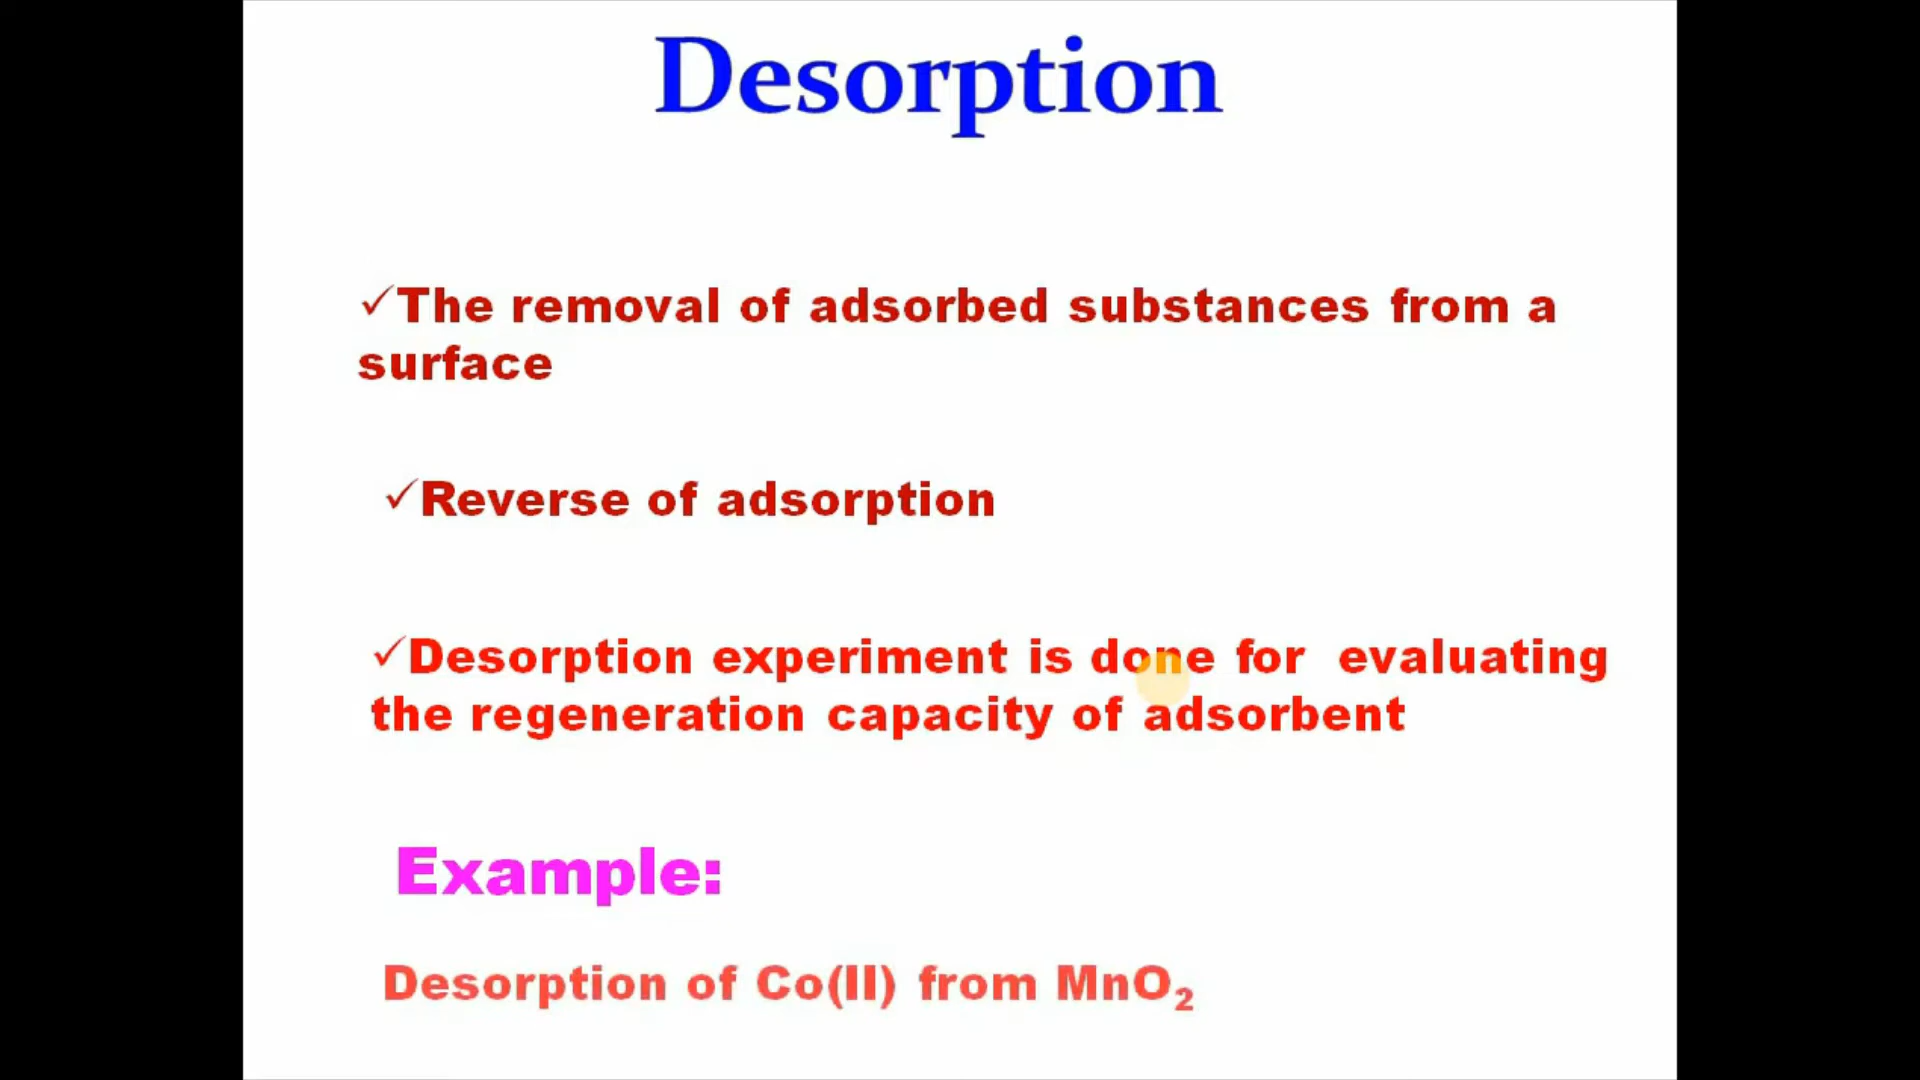 Desorption
✓The removal of adsorbed substances from a
surface
✓Reverse of adsorption
✓Desorption experiment is done for evaluating
the regeneration capacity of adsorbent
Example:
Desorption of Co(II) from MnO₂